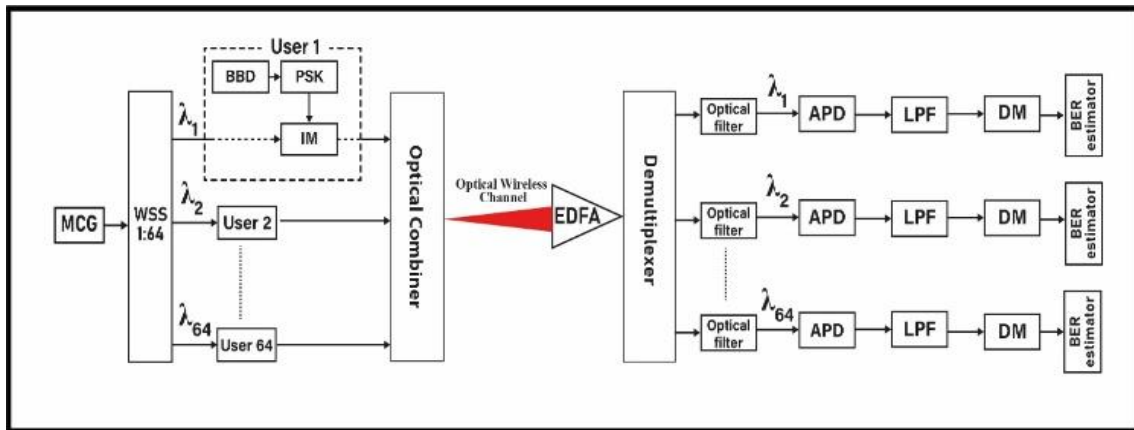 User 1
BBD
PSK
IM
λ1
λ2
λ64
MCG
WSS
1:64
User 2
User 64
Optical Combiner
Optical Wireless
Channel
EDFA
Demultiplexer
Optical
filter
λ1
APD
LPF
DM
BER
estimator
Optical
filter
λ2
APD
LPF
DM
BER
estimator
Optical
filter
λ64
APD
LPF
DM
BER
estimator